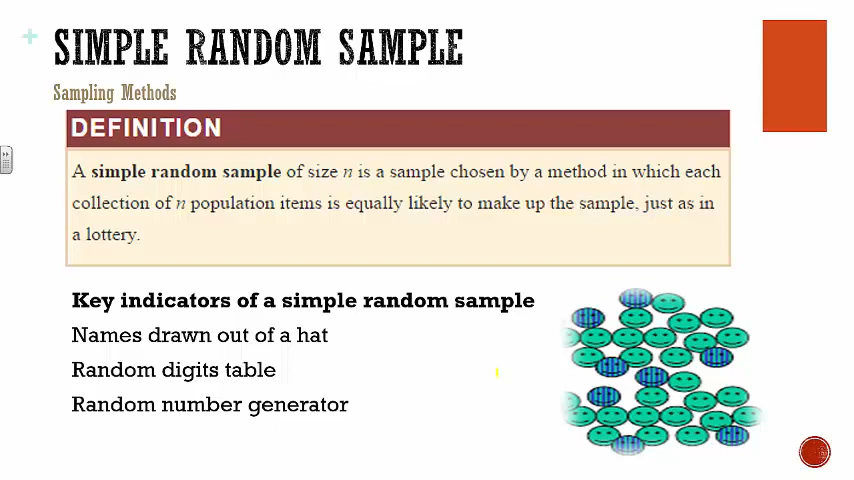 SIMPLE RANDOM SAMPLE
Sampling Methods
DEFINITION
A simple random sample of size n is a sample chosen by a method in which each
collection of n population items is equally likely to make up the sample, just as in
a lottery.
Key indicators of a simple random sample
Names drawn out of a hat
Random digits table
Random number generator